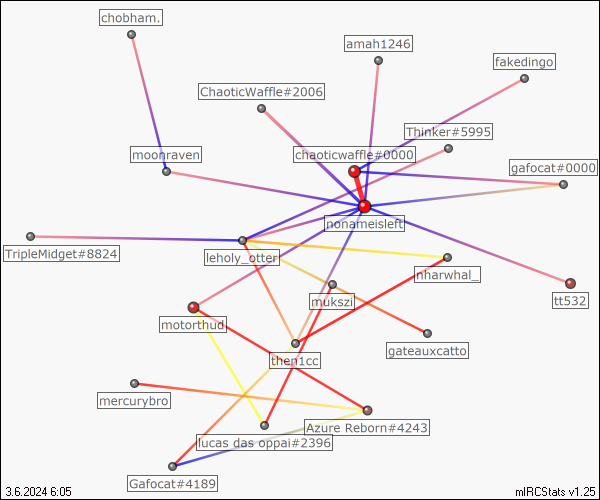 chobham.
amah1246
fakedingo
ChaoticWaffle#2006
Thinker#5995
chaoticwaffle#0000
moonraven
gafocat#0000
nonameisleft
TripleMidget#8824
leholy_otter
nharwhal_
mukszi
tt532
motorthud
gateauxcatto
then1cc
mercurybro
Azure Reborn#4243
lucas das oppai#2396
Gafocat#4189
3.6.2024 6:05
mIRCStats v1.25